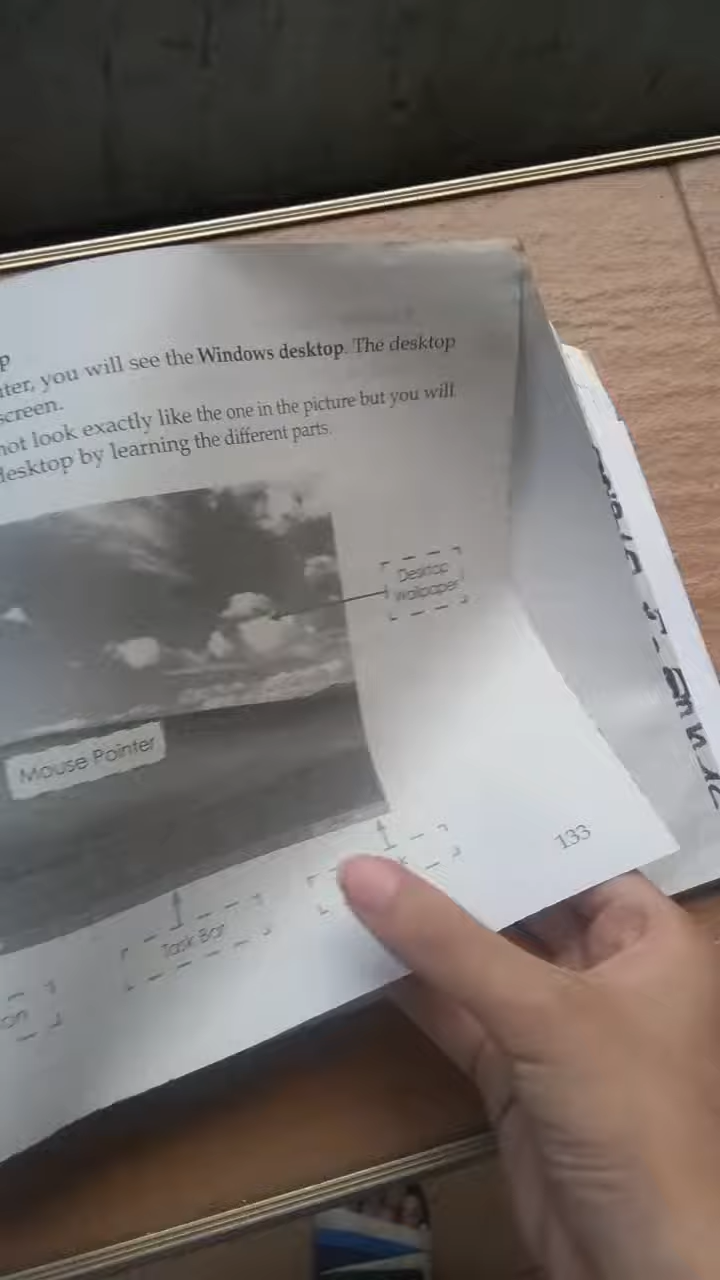 p
ter, you will see the Windows desktop. The desktop
screen.
not look exactly like the one in the picture but you will
desktop by learning the different parts.
Desktop
wallpaper
Mouse Pointer
133
Task Bar
on